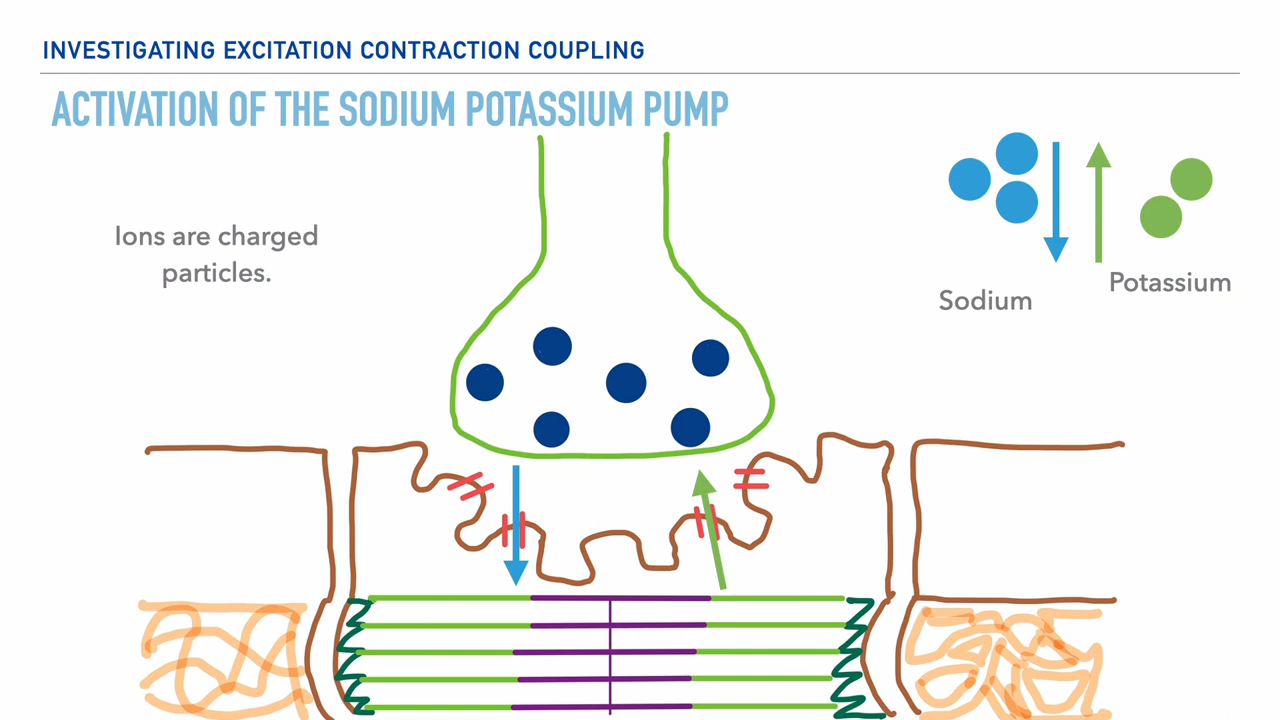 INVESTIGATING EXCITATION CONTRACTION COUPLING
ACTIVATION OF THE SODIUM POTASSIUM PUMP
Ions are charged
particles.
Sodium
Potassium